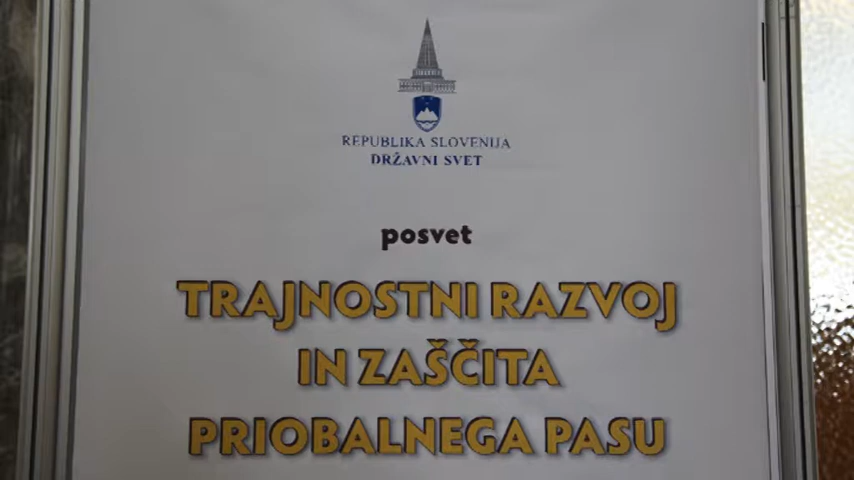 REPUBLIKA SLOVENIJA
DRŽAVNI SVET
posvet
TRAJNOSTNI RAZVOJ
IN ZAŠČITA
PRIOBALNEGA PASU